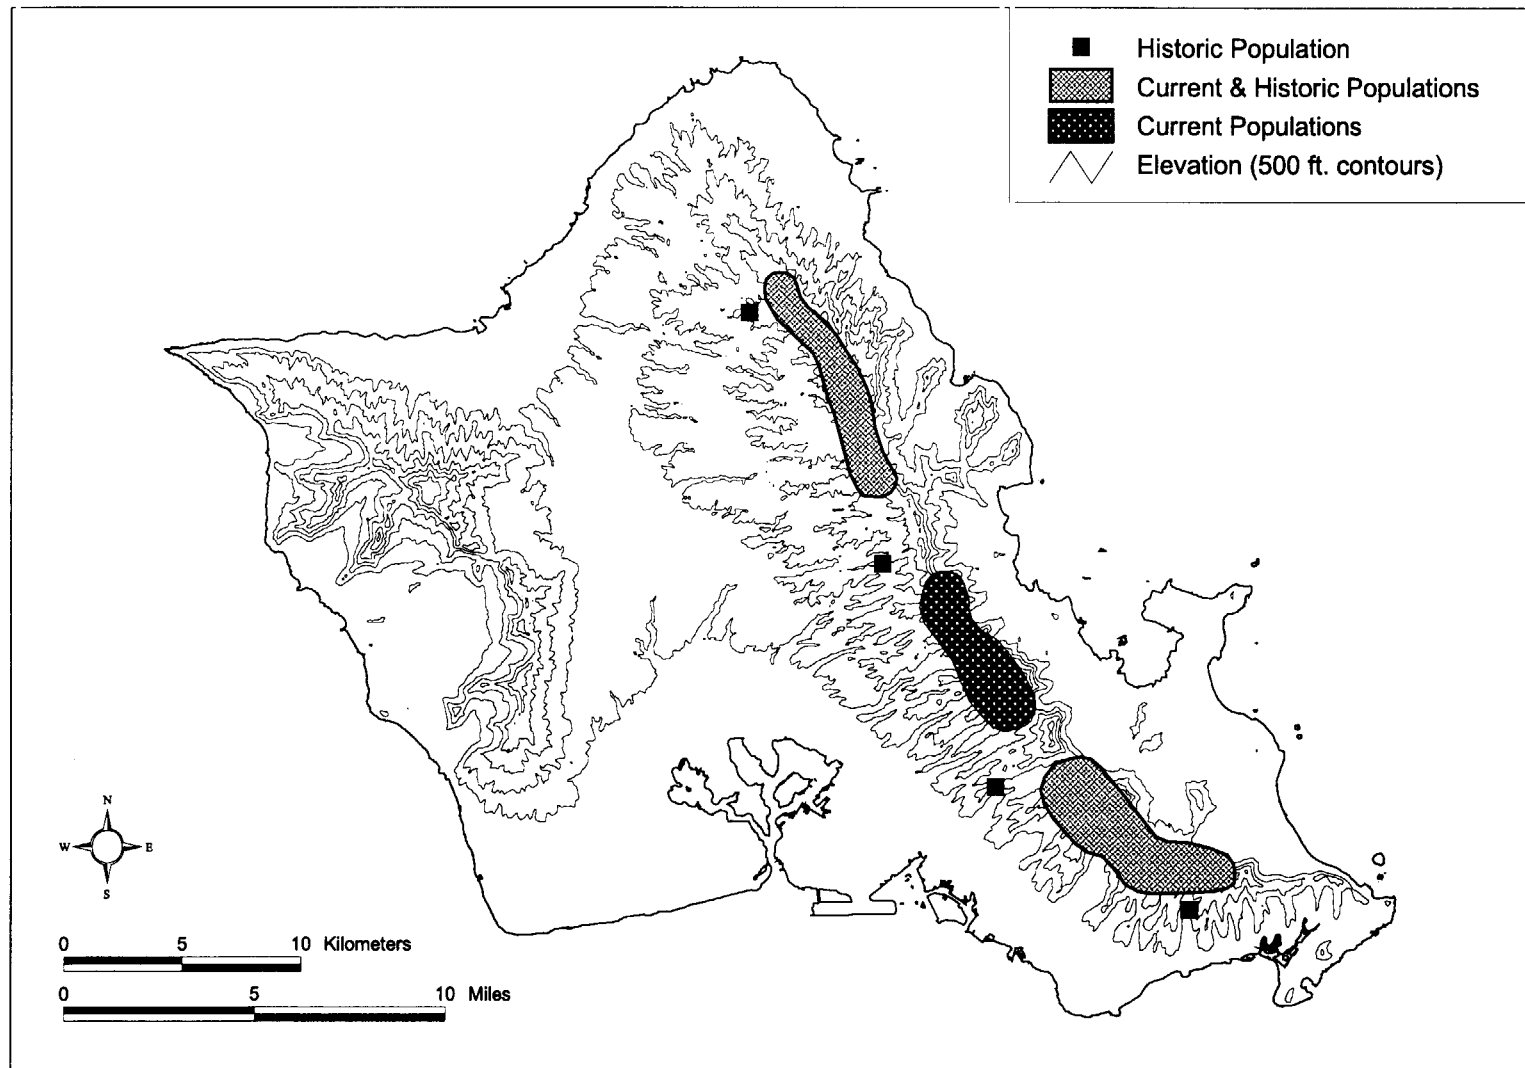 Historic Population
Current & Historic Populations
Current Populations
Elevation (500 ft. contours)
N
W E
S
0 5 10 Kilometers
0 5 10 Miles